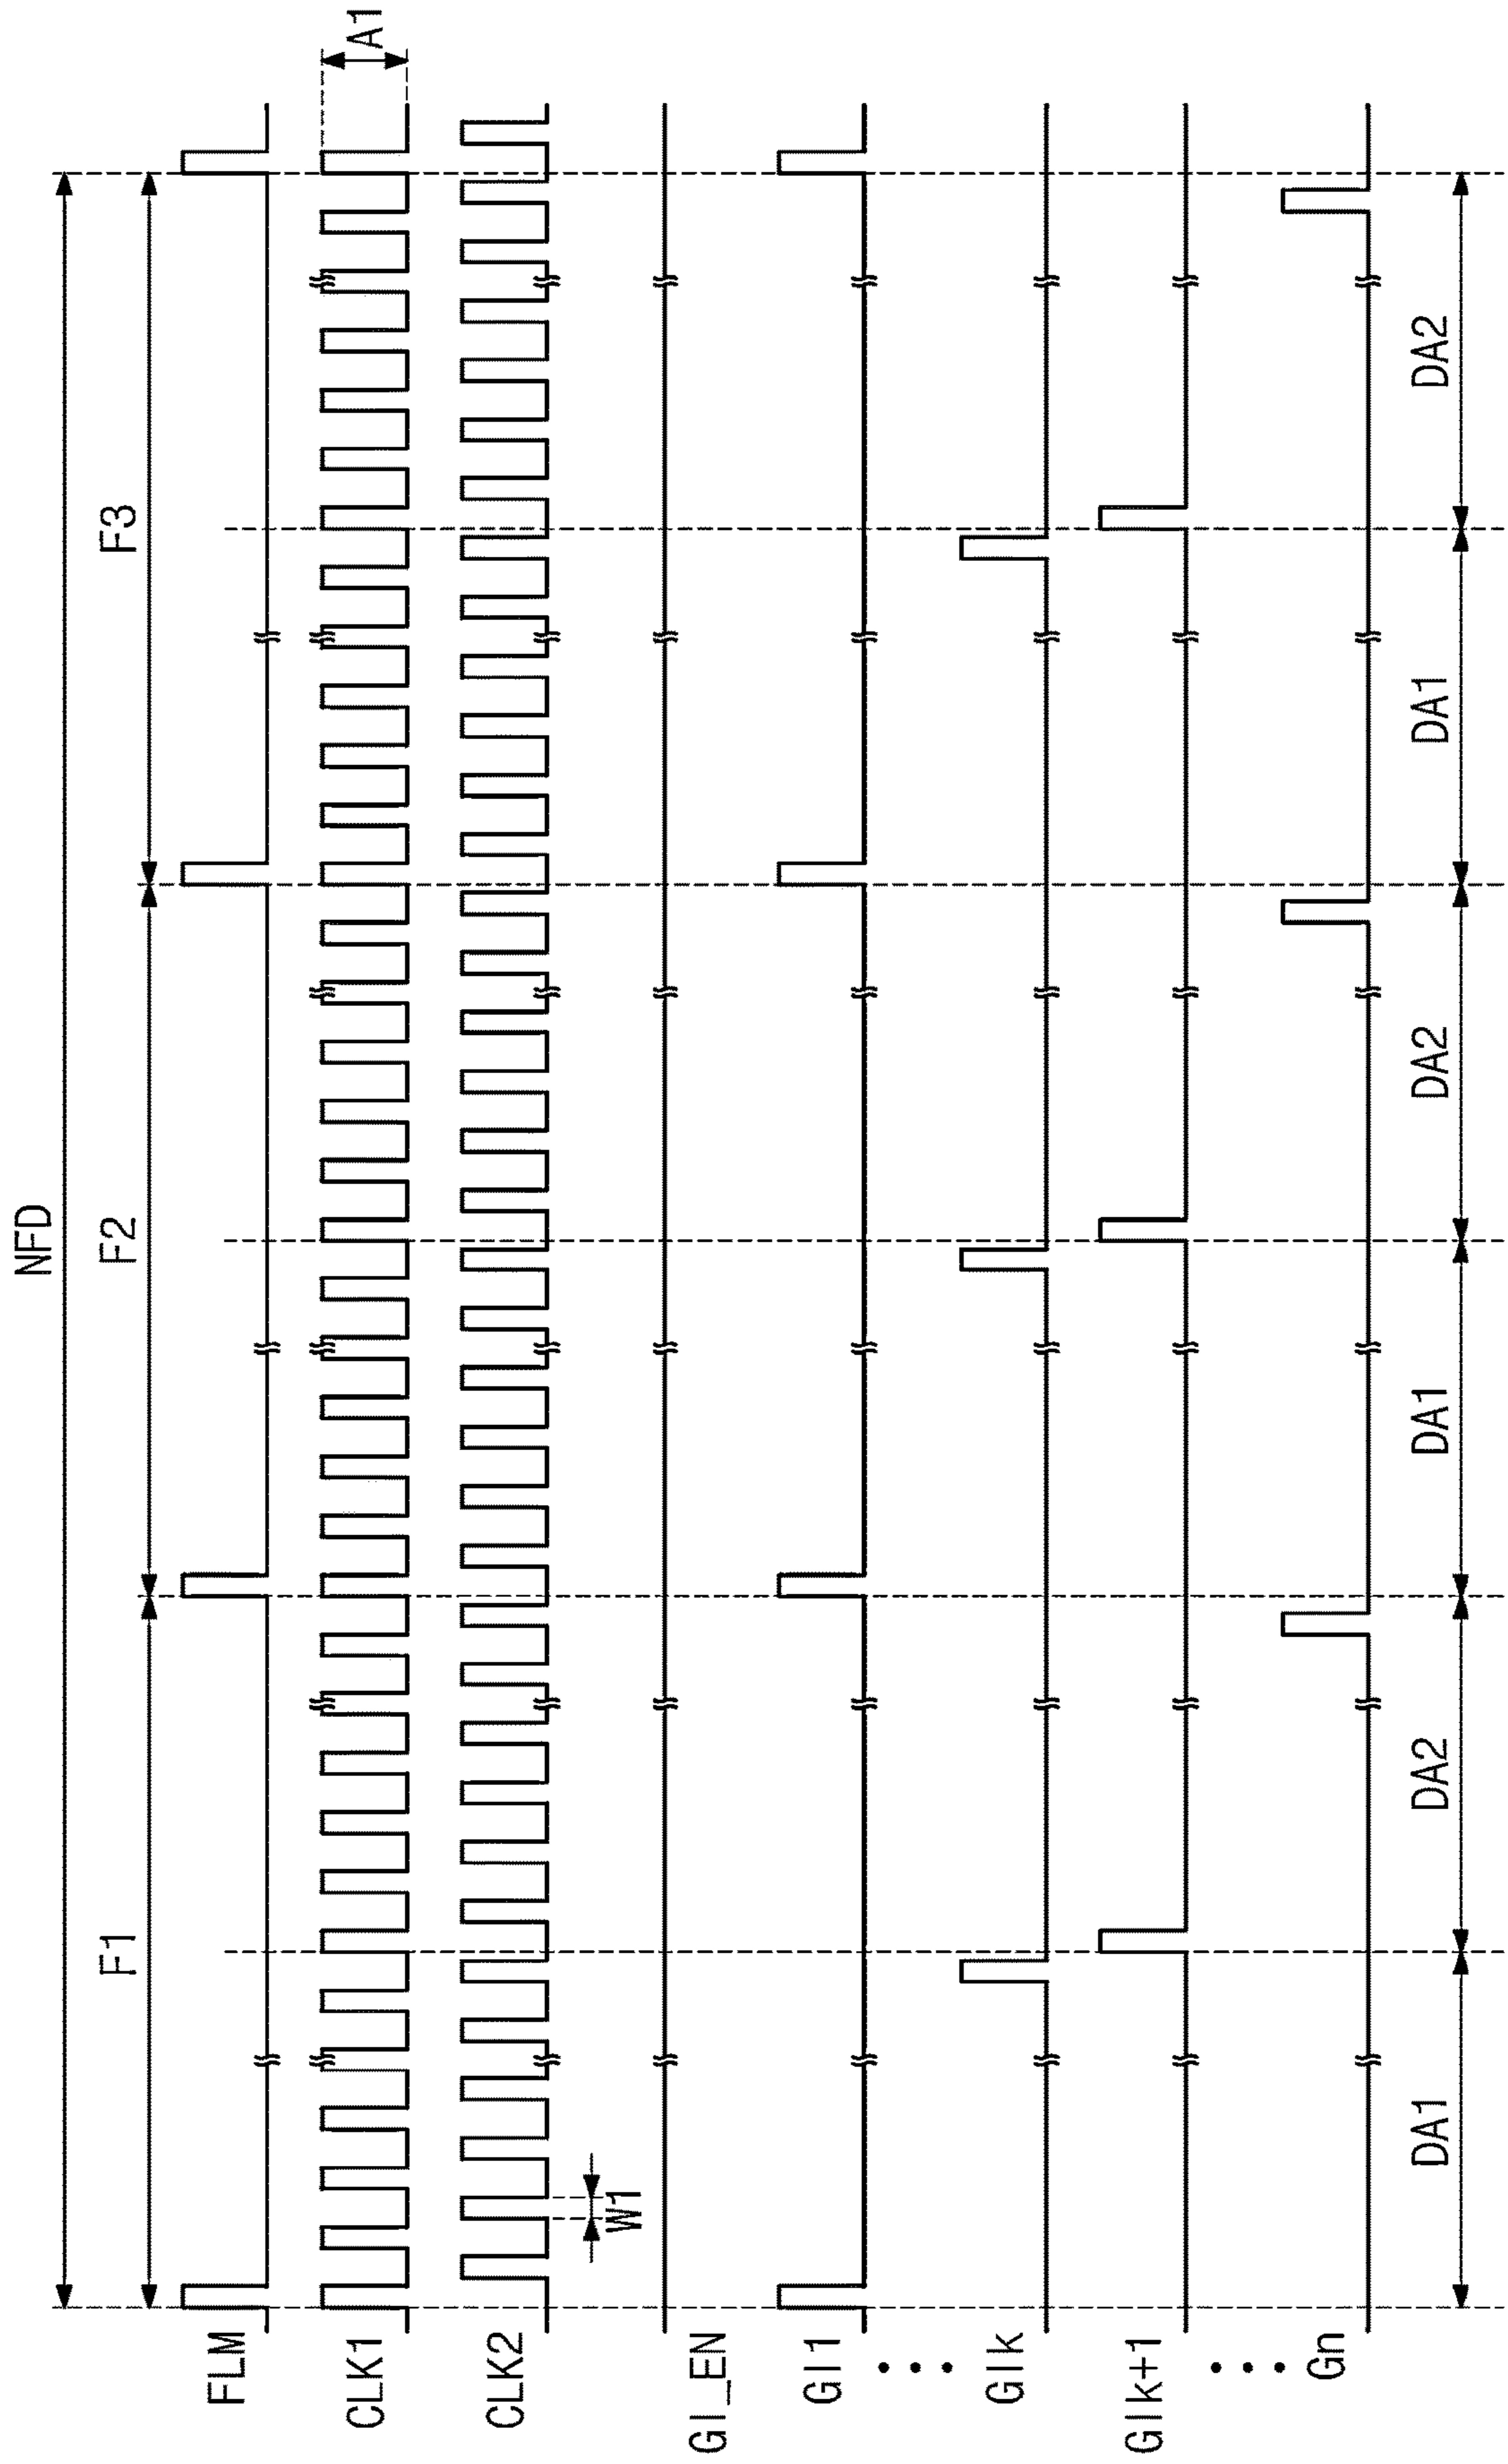 NFD
F1 F2 F3
FLM
CLK1
A1
CLK2
W1
GI_EN
GI1
GIk
GIk+1
Gn
DA1 DA2 DA1 DA2 DA1 DA2